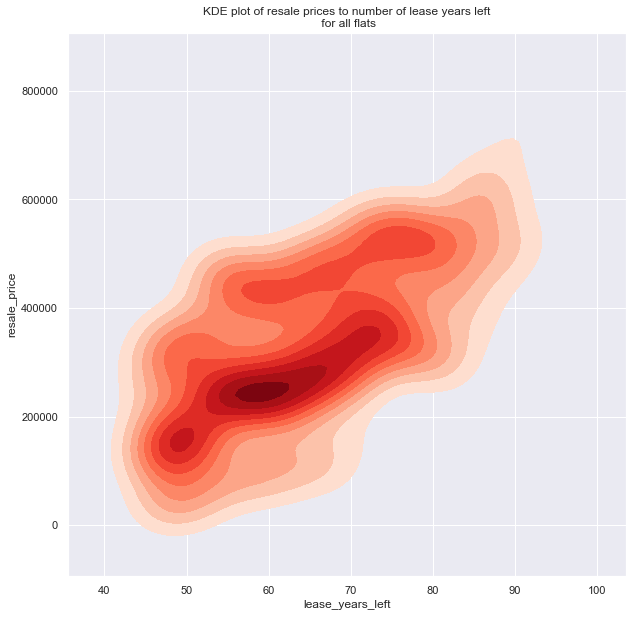 KDE plot of resale prices to number of lease years left
for all flats
800000
600000
400000
200000
0
resale_price
40 50 60 70 80 90 100
lease_years_left